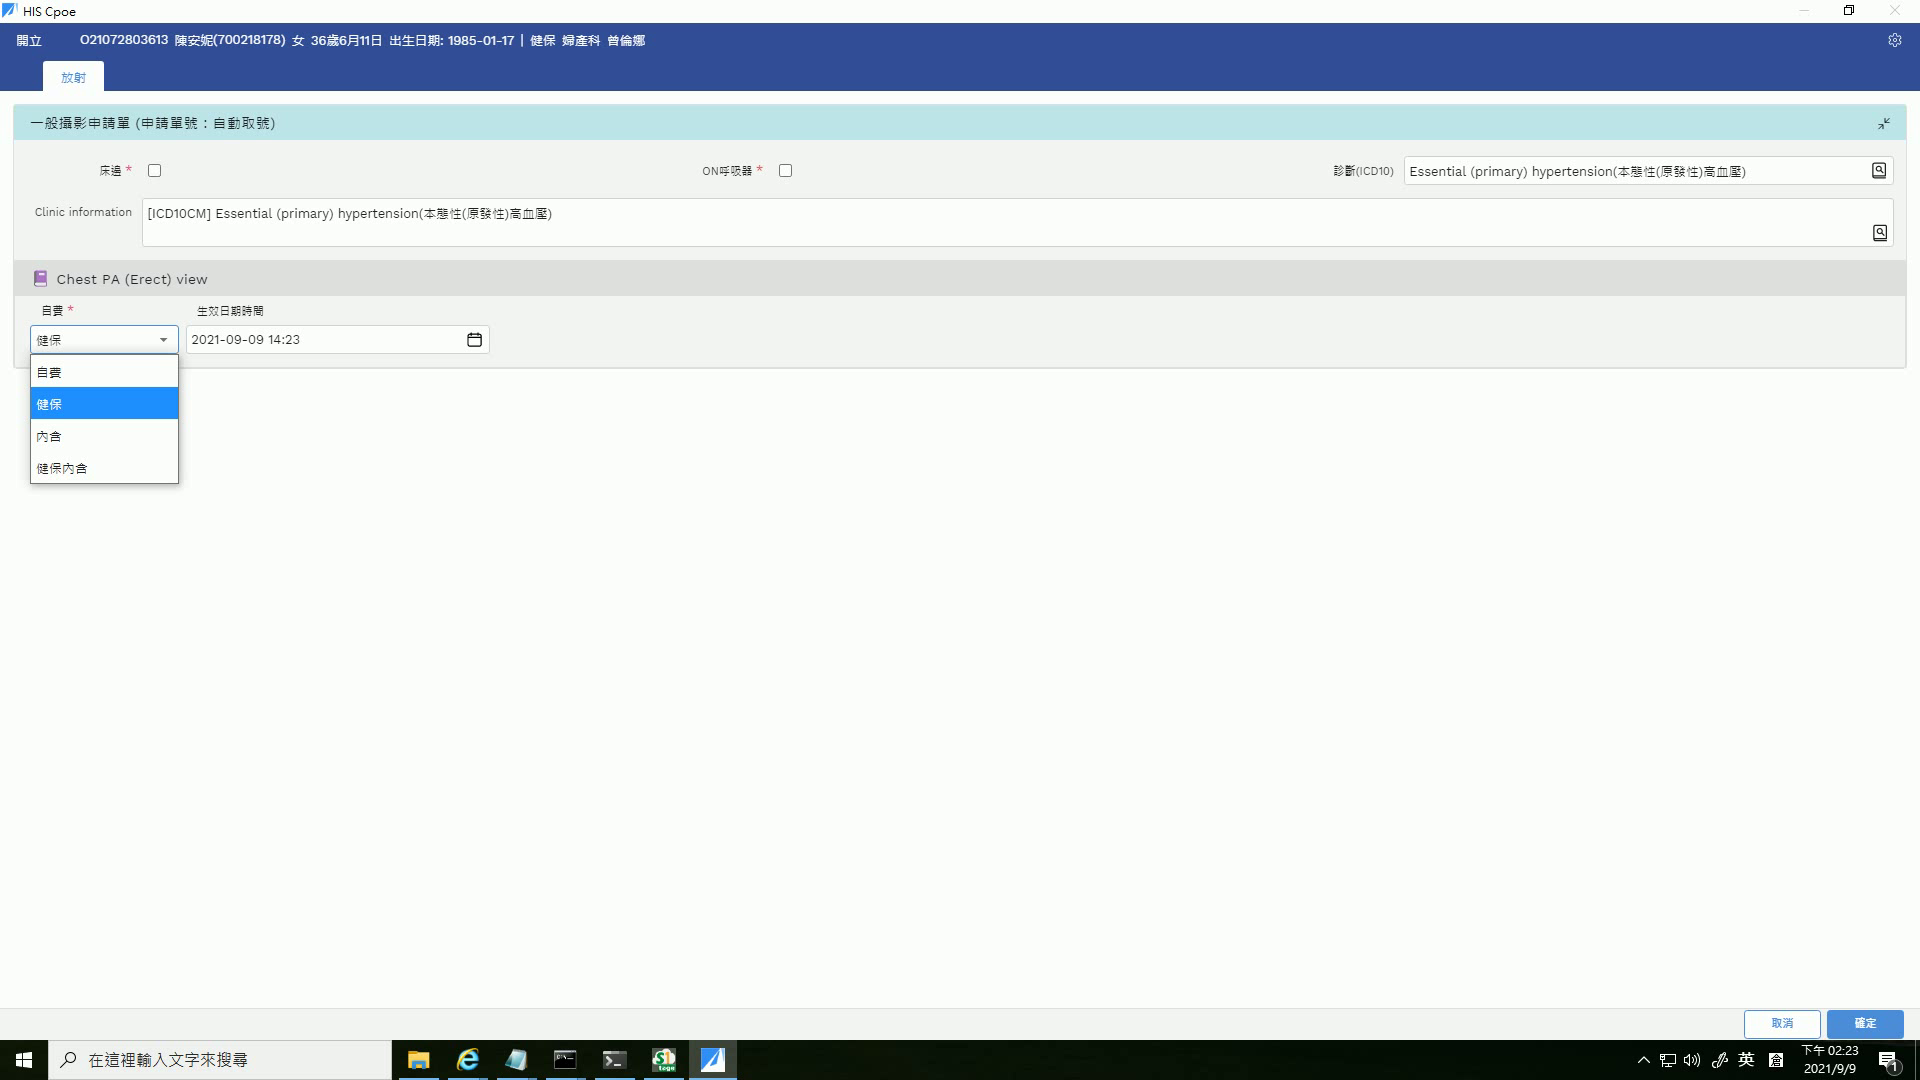 HIS Cpoe
開立 O21072803613 陳安妮(700218178) 女 36歲6月11日 出生日期: 1985-01-17 | 健保 婦產科 曾倫娜
放射
一般攝影申請單 (申請單號：自動取號)
床邊 * ON呼吸器 * 診斷(ICD10) Essential (primary) hypertension(本態性(原發性)高血壓)
Clinic information [ICD10CM] Essential (primary) hypertension(本態性(原發性)高血壓)
Chest PA (Erect) view
自費 * 生效日期時間
健保 2021-09-09 14:23
自費
健保
內含
健保內含
取消 確定
在這裡輸入文字來搜尋 英 下午 02:23
2021/9/9 1